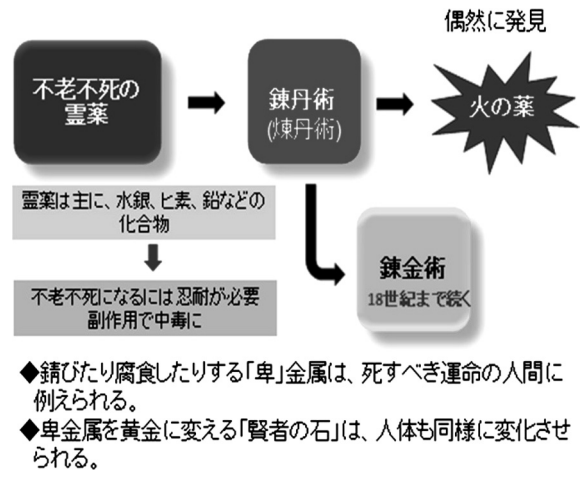 偶然に発見
不老不死の
霊薬
錬丹術
(煉丹術)
火の薬
霊薬は主に、水銀、ヒ素、鉛などの
化合物
錬金術
18世紀まで続く
不老不死になるには忍耐が必要
副作用で中毒に
◆錆びたり腐食したりする「卑」金属は、死すべき運命の人間に
例えられる。
◆卑金属を黄金に変える「賢者の石」は、人体も同様に変化させ
られる。